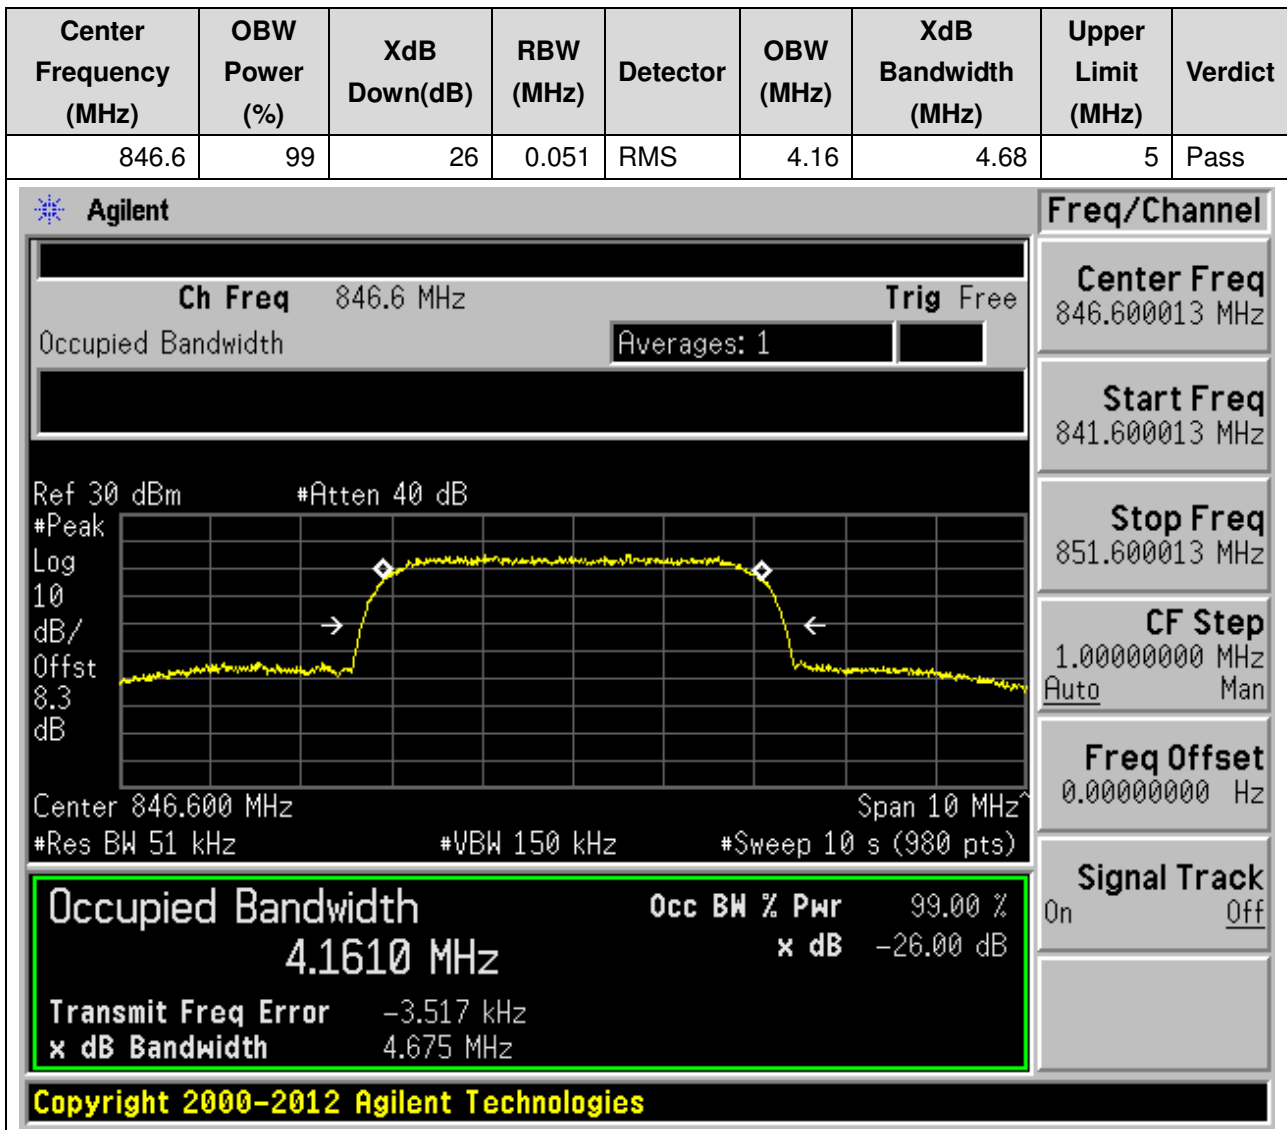 Center Frequency (MHz) OBW Power (%) XdB Down(dB) RBW (MHz) Detector OBW (MHz) XdB Bandwidth (MHz) Upper Limit (MHz) Verdict
846.6 99 26 0.051 RMS 4.16 4.68 5 Pass
Agilent
Ch Freq 846.6 MHz Trig Free
Occupied Bandwidth Averages: 1
Ref 30 dBm #Atten 40 dB
#Peak
Log
10
dB/
Offst
8.3
dB
Center 846.600 MHz Span 10 MHz^
#Res BW 51 kHz #VBW 150 kHz #Sweep 10 s (980 pts)
Occupied Bandwidth Occ BW % Pwr 99.00 %
4.1610 MHz x dB -26.00 dB
Transmit Freq Error -3.517 kHz
x dB Bandwidth 4.675 MHz
Copyright 2000-2012 Agilent Technologies
Freq/Channel
Center Freq
846.600013 MHz
Start Freq
841.600013 MHz
Stop Freq
851.600013 MHz
CF Step
1.00000000 MHz
Auto Man
Freq Offset
0.00000000 Hz
Signal Track
On Off